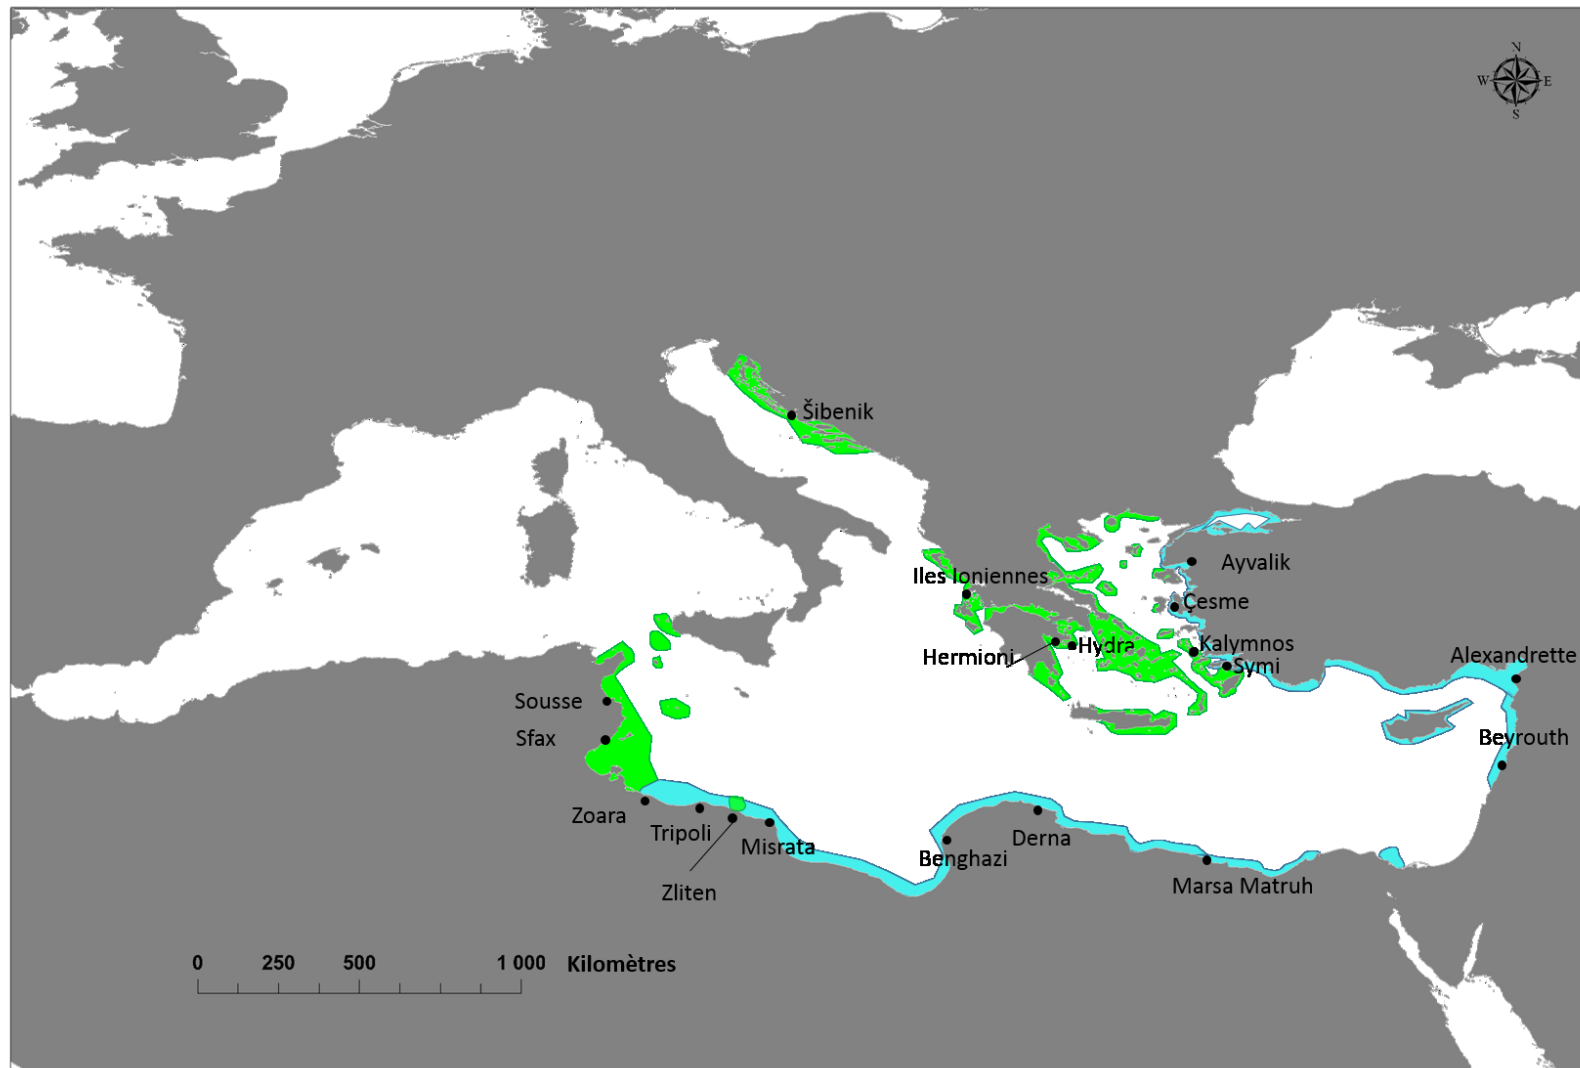 N
W E
S
Šibenik
Iles Ioniennes
Ayvalik
Çesme
Hermioni
Hydra
Kalymnos
Symi
Alexandrette
Sousse
Sfax
Beyrouth
Zoara
Tripoli
Misrata
Zliten
Benghazi
Derna
Marsa Matruh
0 250 500 1 000 Kilomètres